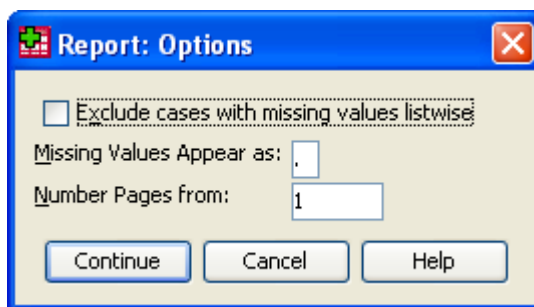 Report: Options
Exclude cases with missing values listwise
Missing Values Appear as: .
Number Pages from: 1
Continue Cancel Help